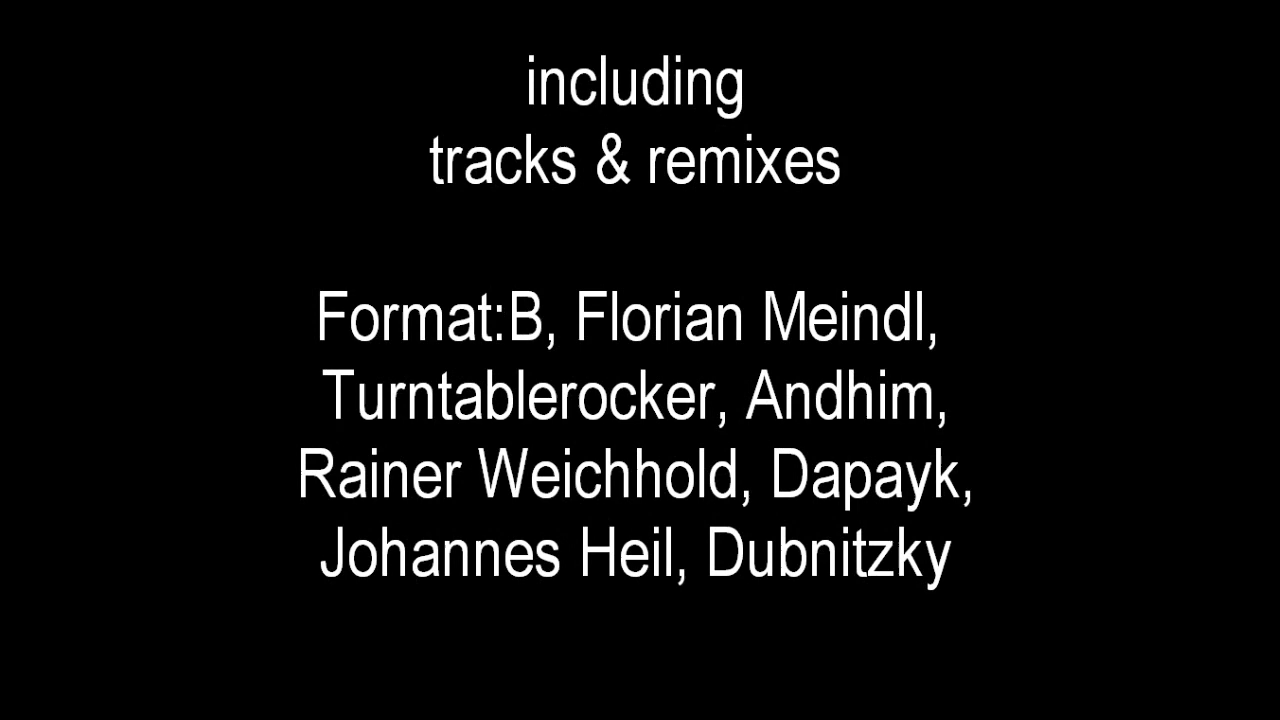 including
tracks & remixes
Format:B, Florian Meindl,
Turntablerocker, Andhim,
Rainer Weichhold, Dapayk,
Johannes Heil, Dubnitzky